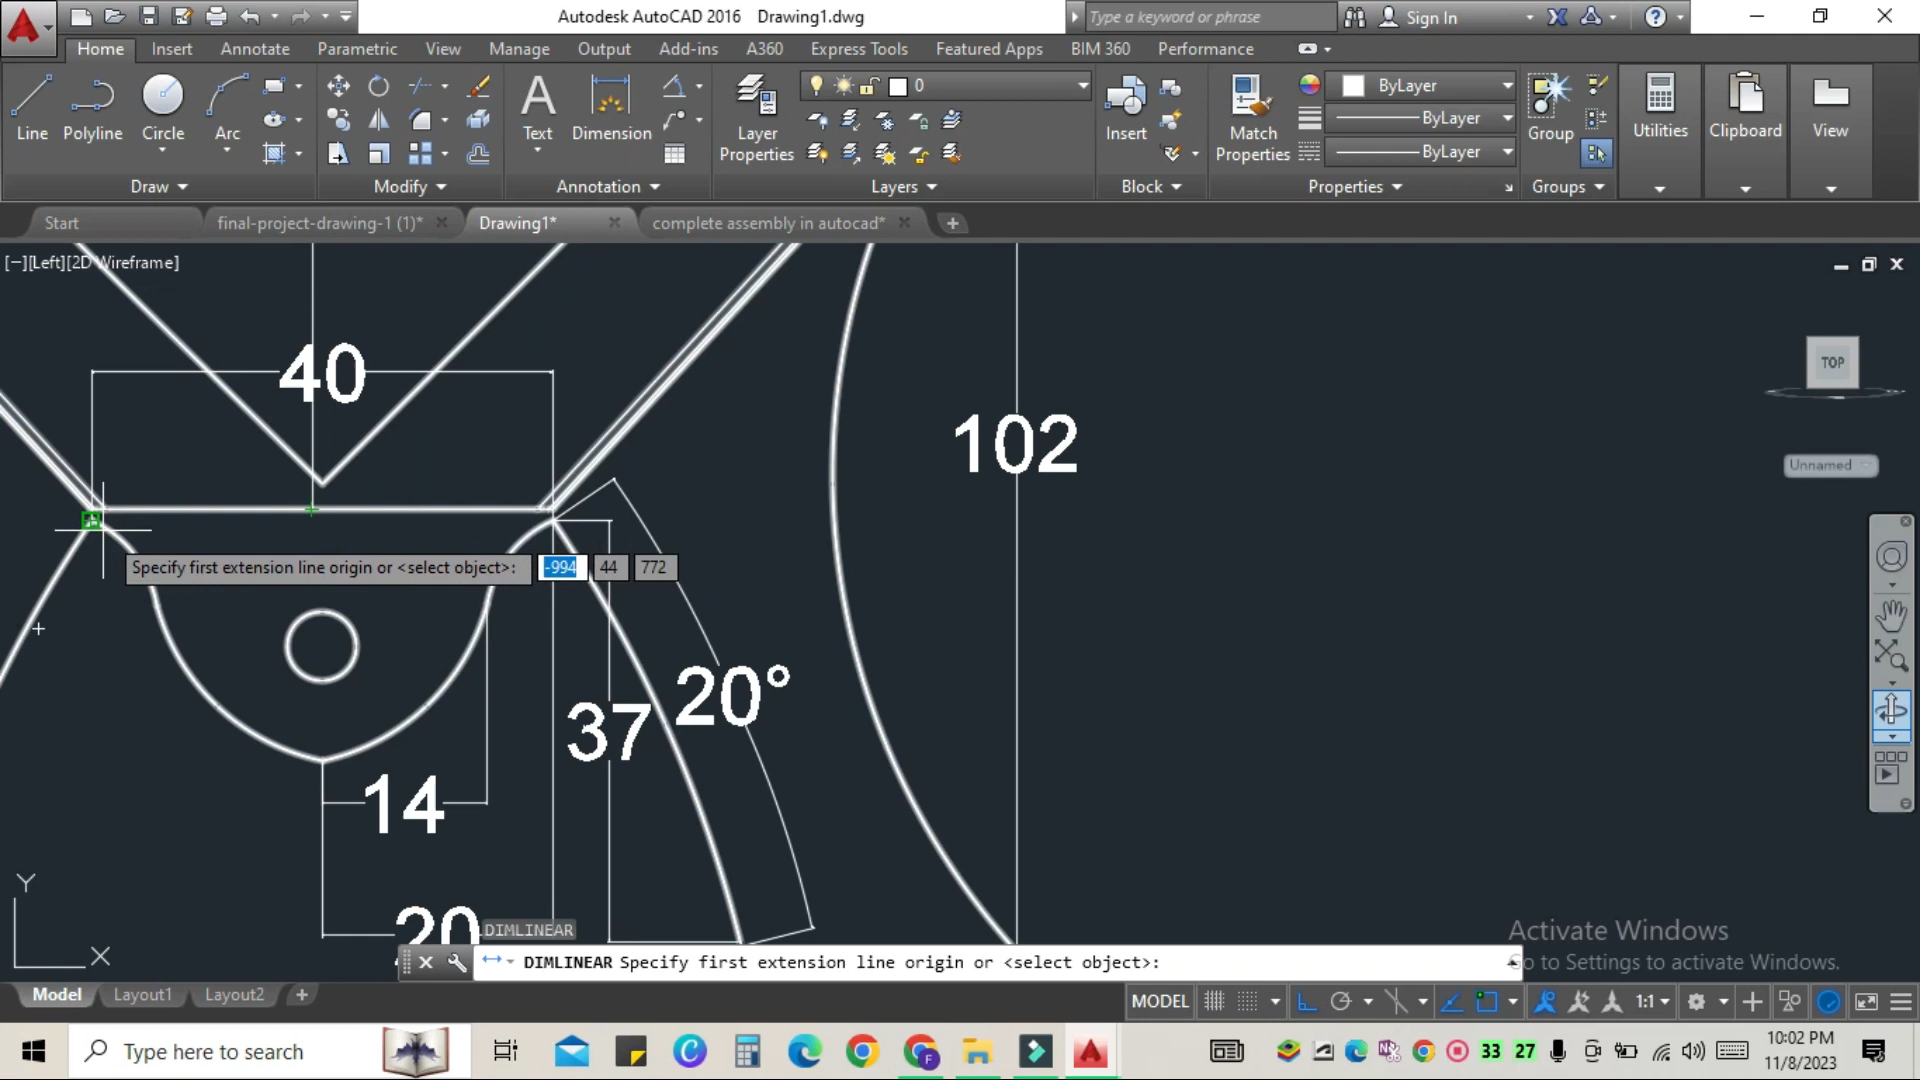 Autodesk AutoCAD 2016 Drawing1.dwg
Type a keyword or phrase
Sign In
Home Insert Annotate Parametric View Manage Output Add-ins A360 Express Tools Featured Apps BIM 360 Performance
0
ByLayer
ByLayer
ByLayer
Line Polyline Circle Arc
Text Dimension
Layer Properties
Insert
Match Properties
Group
Utilities
Clipboard
View
Draw Modify Annotation Layers Block Properties Groups
Start final-project-drawing-1 (1)* Drawing1* complete assembly in autocad*
[−][Left][2D Wireframe]
TOP
40
102
Unnamed
Specify first extension line origin or <select object>: -994 44 772
20°
37
14
20
DIMLINEAR
Y
X
DIMLINEAR Specify first extension line origin or <select object>:
Activate Windows
Go to Settings to activate Windows.
Model Layout1 Layout2
MODEL
1:1
Type here to search
33 27
10:02 PM
11/8/2023